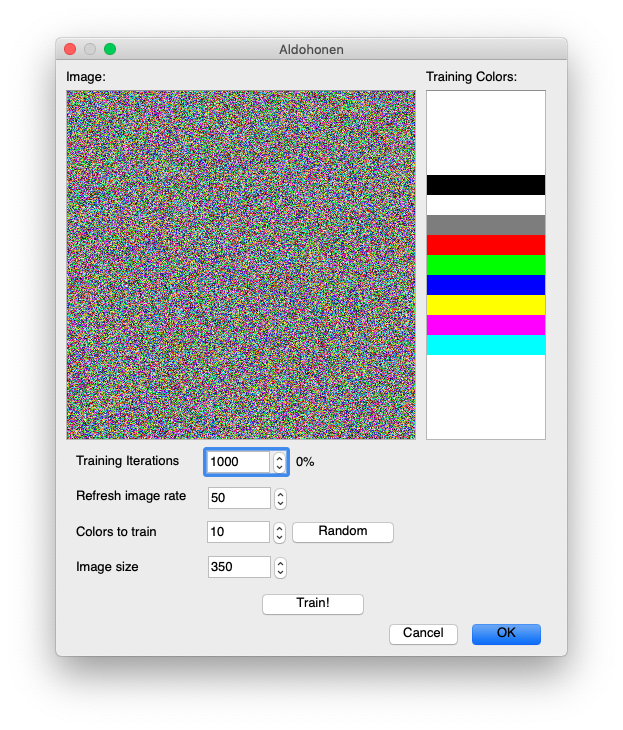 Aldohonen
Image:
Training Colors:
Training Iterations 1000 0%
Refresh image rate 50
Colors to train 10 Random
Image size 350
Train!
Cancel OK